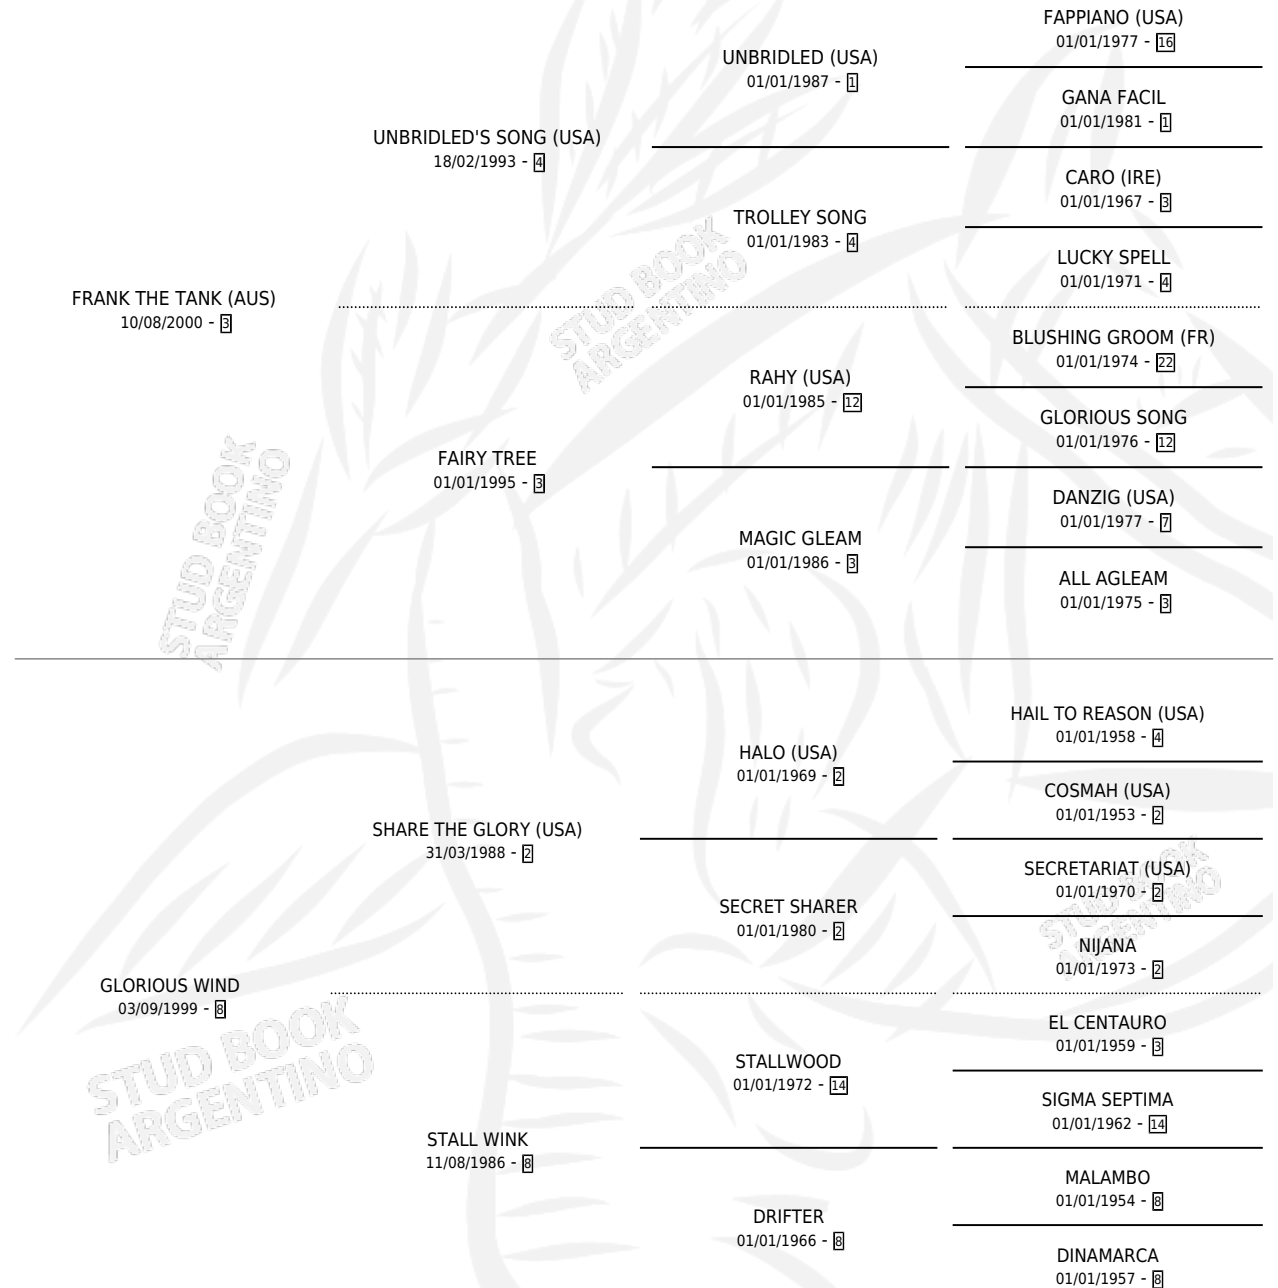 FRANK THE TANK (AUS)
10/08/2000 - 3
UNBRIDLED'S SONG (USA)
18/02/1993 - 4
FAIRY TREE
01/01/1995 - 3
UNBRIDLED (USA)
01/01/1987 - 1
TROLLEY SONG
01/01/1983 - 4
RAHY (USA)
01/01/1985 - 12
MAGIC GLEAM
01/01/1986 - 3
FAPPIANO (USA)
01/01/1977 - 16
GANA FACIL
01/01/1981 - 1
CARO (IRE)
01/01/1967 - 3
LUCKY SPELL
01/01/1971 - 4
BLUSHING GROOM (FR)
01/01/1974 - 22
GLORIOUS SONG
01/01/1976 - 12
DANZIG (USA)
01/01/1977 - 7
ALL AGLEAM
01/01/1975 - 3
STUD BOOK
ARGENTINO
STUD BOOK
ARGENTINO
GLORIOUS WIND
03/09/1999 - 8
SHARE THE GLORY (USA)
31/03/1988 - 2
STALL WINK
11/08/1986 - 8
HALO (USA)
01/01/1969 - 2
SECRET SHARER
01/01/1980 - 2
STALLWOOD
01/01/1972 - 14
DRIFTER
01/01/1966 - 8
HAIL TO REASON (USA)
01/01/1958 - 4
COSMAH (USA)
01/01/1953 - 2
SECRETARIAT (USA)
01/01/1970 - 2
NIJANA
01/01/1973 - 2
EL CENTAURO
01/01/1959 - 3
SIGMA SEPTIMA
01/01/1962 - 14
MALAMBO
01/01/1954 - 8
DINAMARCA
01/01/1957 - 8
STUD BOOK
ARGENTINO
STUD BOOK
ARGENTINO